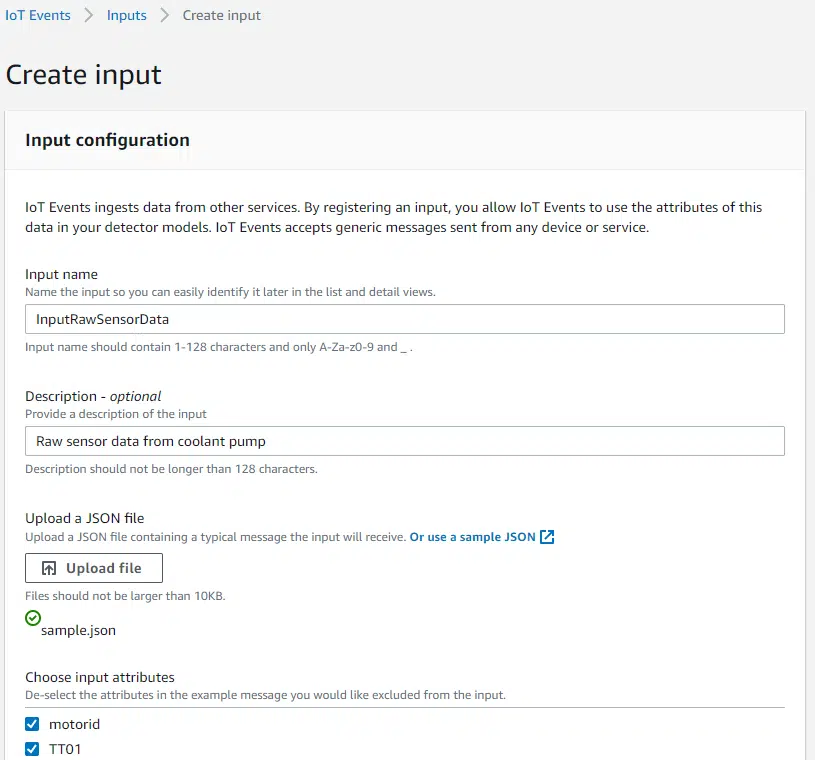 IoT Events > Inputs > Create input
Create input
Input configuration
IoT Events ingests data from other services. By registering an input, you allow IoT Events to use the attributes of this
data in your detector models. IoT Events accepts generic messages sent from any device or service.
Input name
Name the input so you can easily identify it later in the list and detail views.
InputRawSensorData
Input name should contain 1-128 characters and only A-Za-z0-9 and _ .
Description - optional
Provide a description of the input
Raw sensor data from coolant pump
Description should not be longer than 128 characters.
Upload a JSON file
Upload a JSON file containing a typical message the input will receive. Or use a sample JSON
Upload file
Files should not be larger than 10KB.
sample.json
Choose input attributes
De-select the attributes in the example message you would like excluded from the input.
motorid
TT01